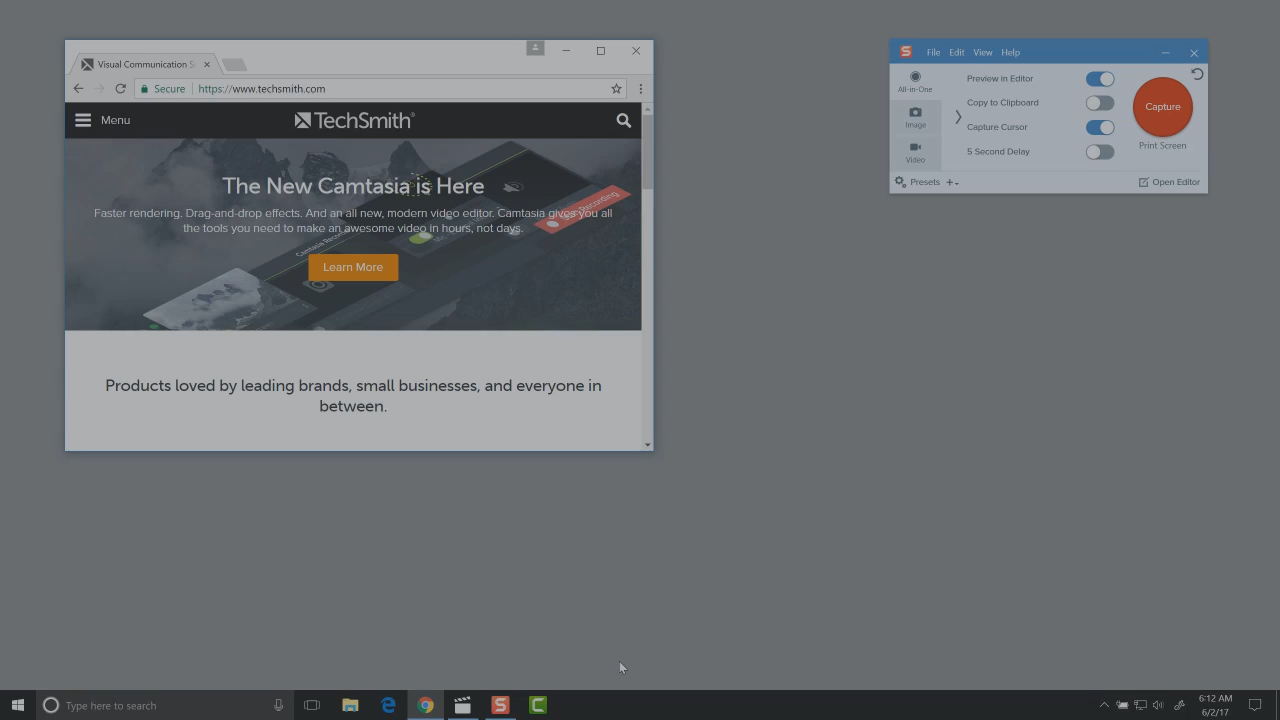 Visual Communication S
Secure
https://www.techsmith.com
Menu
TechSmith
The New Camtasia is Here
Faster rendering. Drag-and-drop effects. And an all new, modern video editor. Camtasia gives you all
the tools you need to make an awesome video in hours, not days.
Learn More
Products loved by leading brands, small businesses, and everyone in
between.
File Edit View Help
All-in-One
Image
Video
Preview in Editor
Copy to Clipboard
Capture Cursor
5 Second Delay
Capture
Print Screen
Presets
Open Editor
Type here to search
6:12 AM
6/2/17